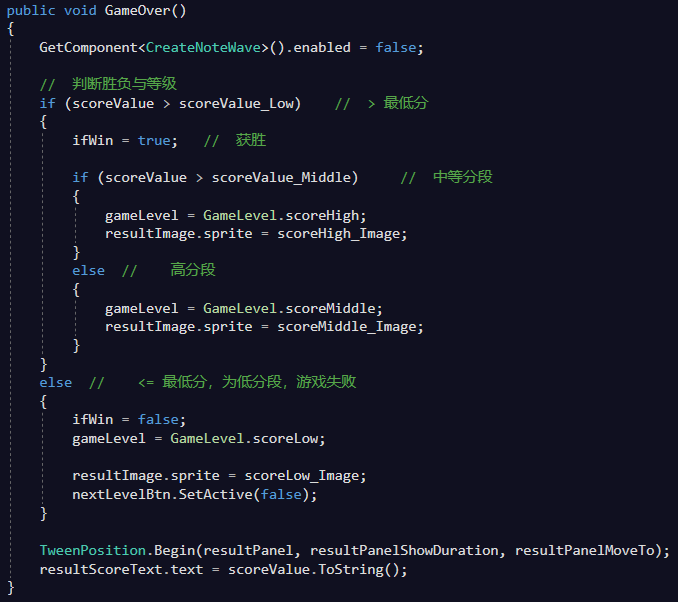 public void GameOver()
{
GetComponent<CreateNoteWave>().enabled = false;
// 判断胜负与等级
if (scoreValue > scoreValue_Low) // > 最低分
{
ifWin = true; // 获胜
if (scoreValue > scoreValue_Middle) // 中等分段
{
gameLevel = GameLevel.scoreHigh;
resultImage.sprite = scoreHigh_Image;
}
else // 高分段
{
gameLevel = GameLevel.scoreMiddle;
resultImage.sprite = scoreMiddle_Image;
}
}
else // <= 最低分，为低分段，游戏失败
{
ifWin = false;
gameLevel = GameLevel.scoreLow;
resultImage.sprite = scoreLow_Image;
nextLevelBtn.SetActive(false);
}
TweenPosition.Begin(resultPanel, resultPanelShowDuration, resultPanelMoveTo);
resultScoreText.text = scoreValue.ToString();
}